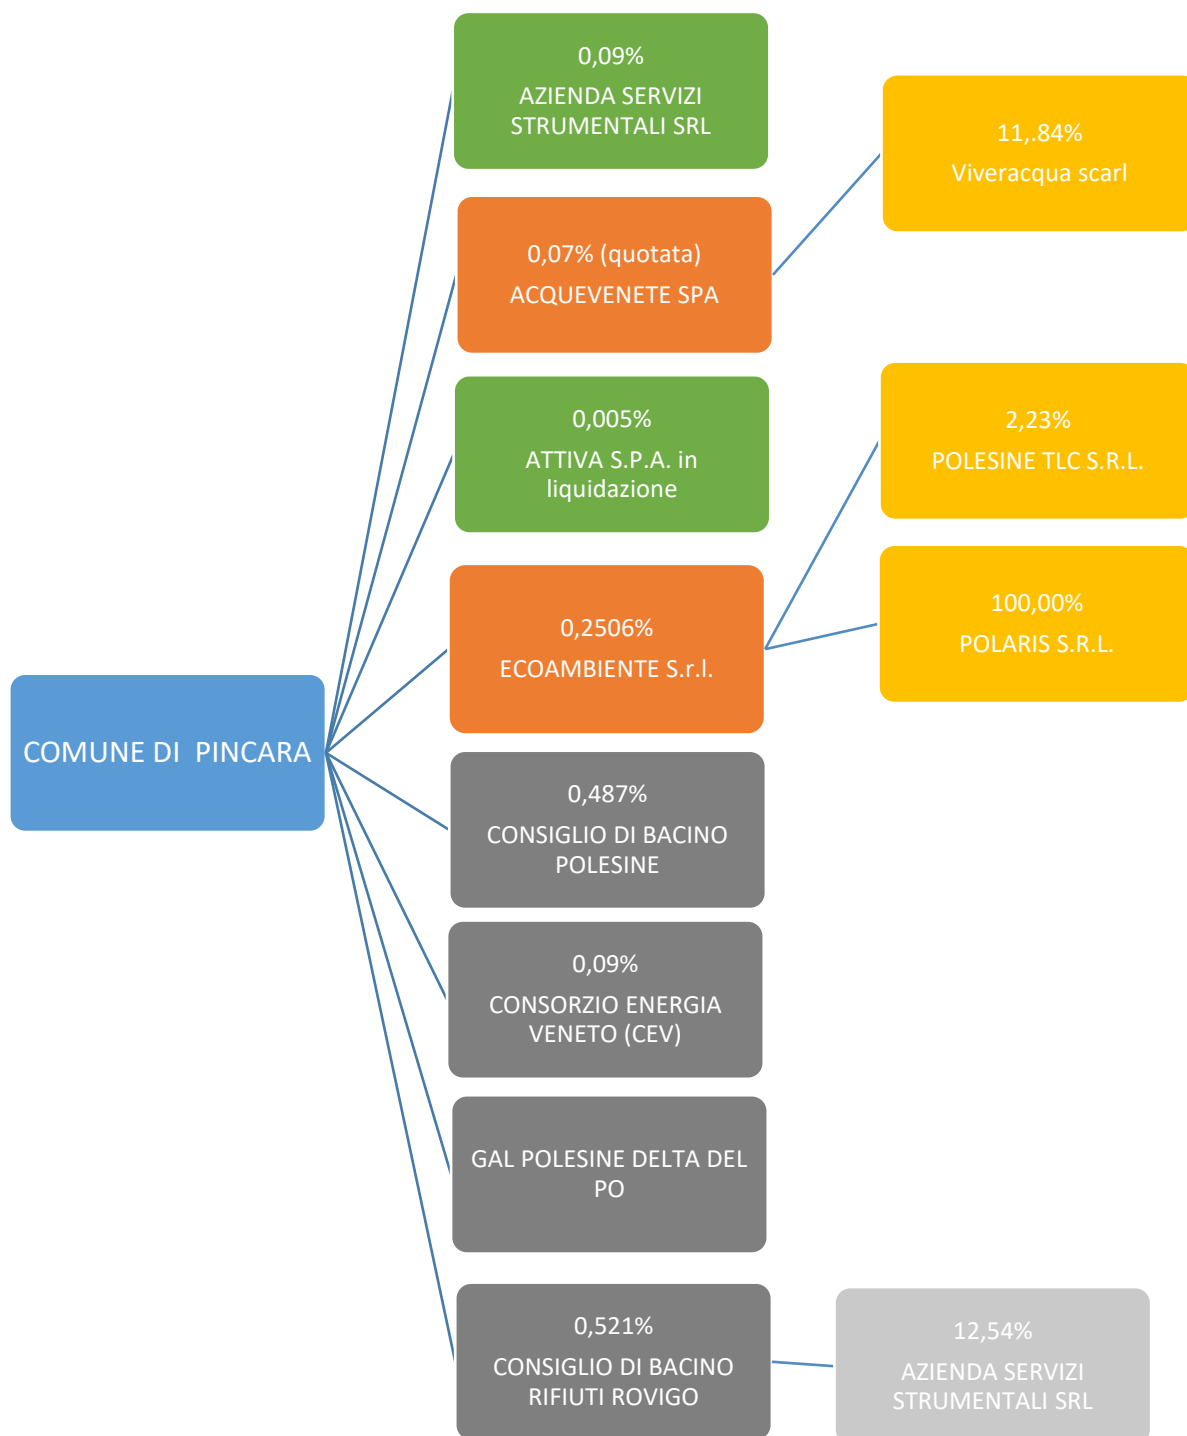 0,09%
AZIENDA SERVIZI
STRUMENTALI SRL
11,.84%
Viveracqua scarl
0,07% (quotata)
ACQUEVENETE SPA
0,005%
ATTIVA S.P.A. in
liquidazione
2,23%
POLESINE TLC S.R.L.
0,2506%
ECOAMBIENTE S.r.l.
100,00%
POLARIS S.R.L.
COMUNE DI  PINCARA
0,487%
CONSIGLIO DI BACINO
POLESINE
0,09%
CONSORZIO ENERGIA
VENETO (CEV)
GAL POLESINE DELTA DEL
PO
0,521%
CONSIGLIO DI BACINO
RIFIUTI ROVIGO
12,54%
AZIENDA SERVIZI
STRUMENTALI SRL